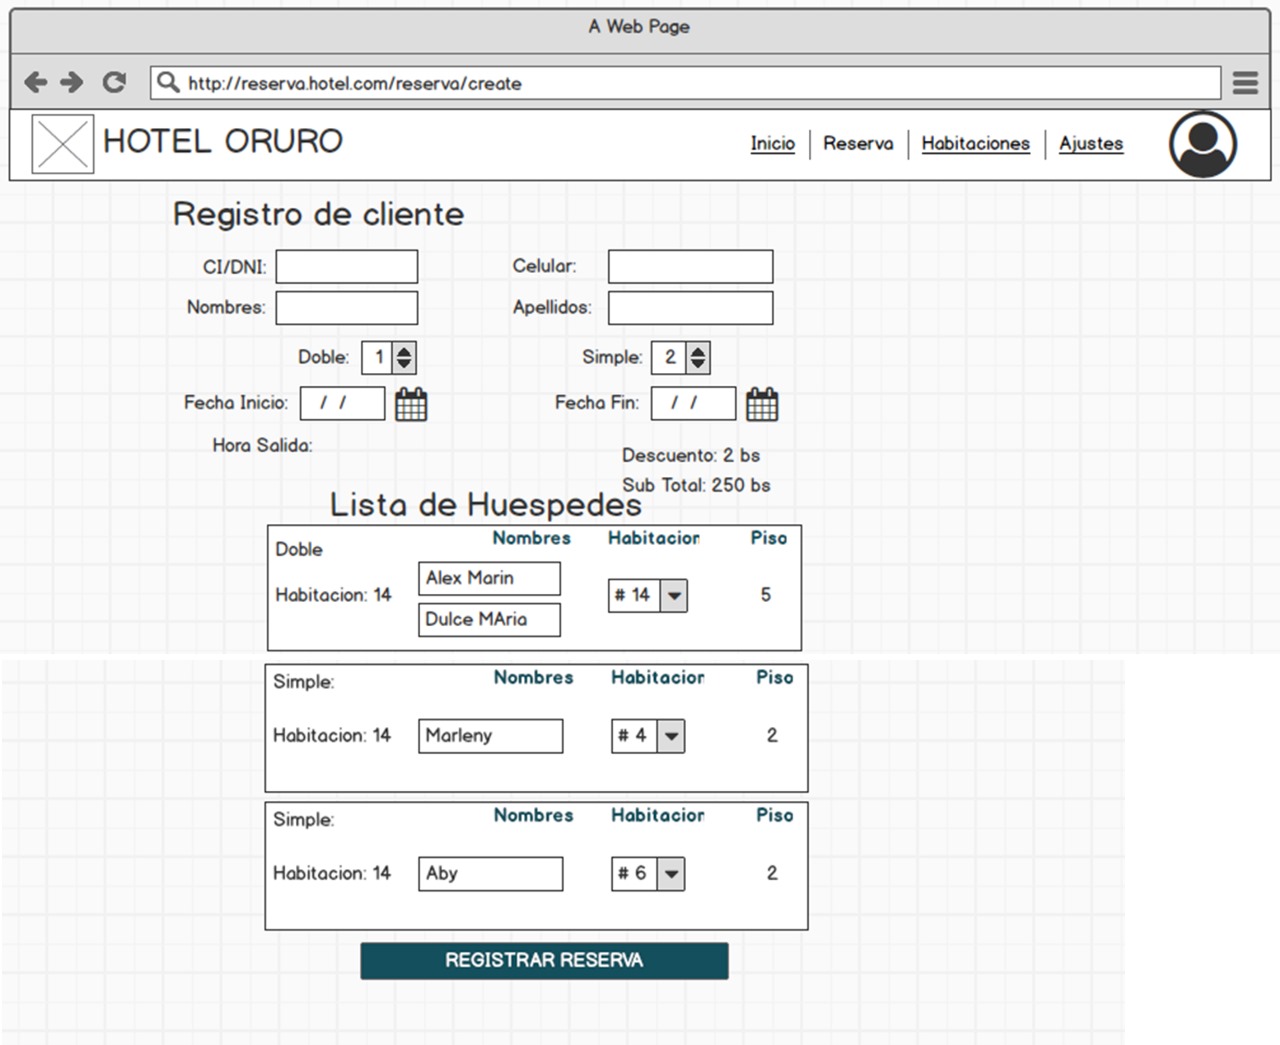 A Web Page
http://reserva.hotel.com/reserva/create
HOTEL ORURO
Inicio Reserva Habitaciones Ajustes
Registro de cliente
CI/DNI: Celular:
Nombres: Apellidos:
Doble: 1 Simple: 2
Fecha Inicio: / / Fecha Fin: / /
Hora Salida:
Descuento: 2 bs
Sub Total: 250 bs
Lista de Huespedes
Nombres Habitacion Piso
Doble
Alex Marin
Habitacion: 14 # 14 5
Dulce MAria
Simple: Nombres Habitacion Piso
Habitacion: 14 Marleny # 4 2
Simple: Nombres Habitacion Piso
Habitacion: 14 Aby # 6 2
REGISTRAR RESERVA